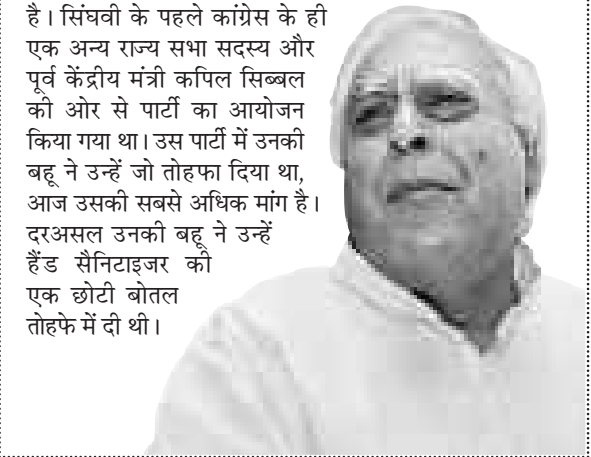 है। सिंघवी के पहले कांग्रेस के ही
एक अन्य राज्य सभा सदस्य और
पूर्व केंद्रीय मंत्री कपिल सिब्बल
की ओर से पार्टी का आयोजन
किया गया था। उस पार्टी में उनकी
बहू ने उन्हें जो तोहफा दिया था,
आज उसकी सबसे अधिक मांग है।
दरअसल उनकी बहू ने उन्हें
हैंड सैनिटाइजर की
एक छोटी बोतल
तोहफे में दी थी।